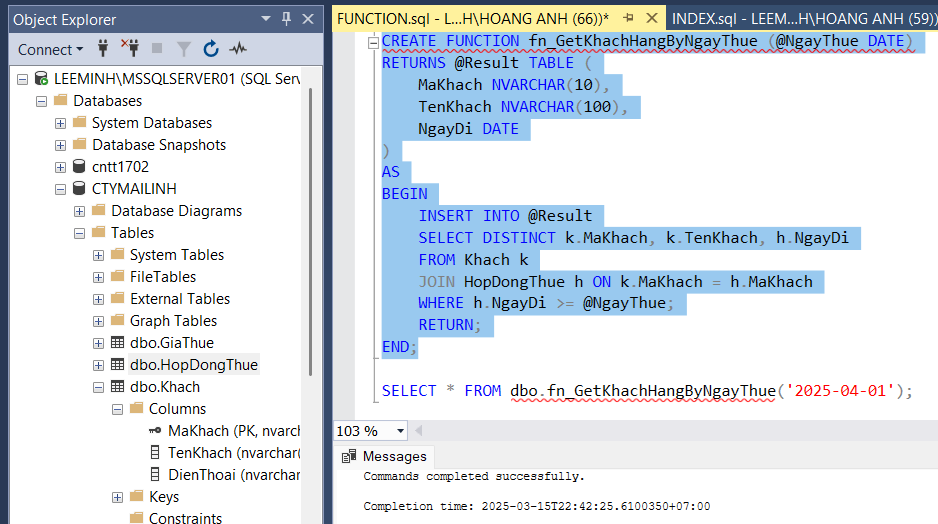 Object Explorer
Connect
LEEMINH\MSSQLSERVER01 (SQL Serv
Databases
System Databases
Database Snapshots
cntt1702
CTYMAILINH
Database Diagrams
Tables
System Tables
FileTables
External Tables
Graph Tables
dbo.GiaThue
dbo.HopDongThue
dbo.Khach
Columns
MaKhach (PK, nvarch
TenKhach (nvarchar(
DienThoai (nvarchar
Keys
Constraints
FUNCTION.sql - L...H\HOANG ANH (66))*
INDEX.sql - LEEM...H\HOANG ANH (59))
CREATE FUNCTION fn_GetKhachHangByNgayThue (@NgayThue DATE)
RETURNS @Result TABLE (
MaKhach NVARCHAR(10),
TenKhach NVARCHAR(100),
NgayDi DATE
)
AS
BEGIN
INSERT INTO @Result
SELECT DISTINCT k.MaKhach, k.TenKhach, h.NgayDi
FROM Khach k
JOIN HopDongThue h ON k.MaKhach = h.MaKhach
WHERE h.NgayDi >= @NgayThue;
RETURN;
END;
SELECT * FROM dbo.fn_GetKhachHangByNgayThue('2025-04-01');
103 %
Messages
Commands completed successfully.
Completion time: 2025-03-15T22:42:25.6100350+07:00